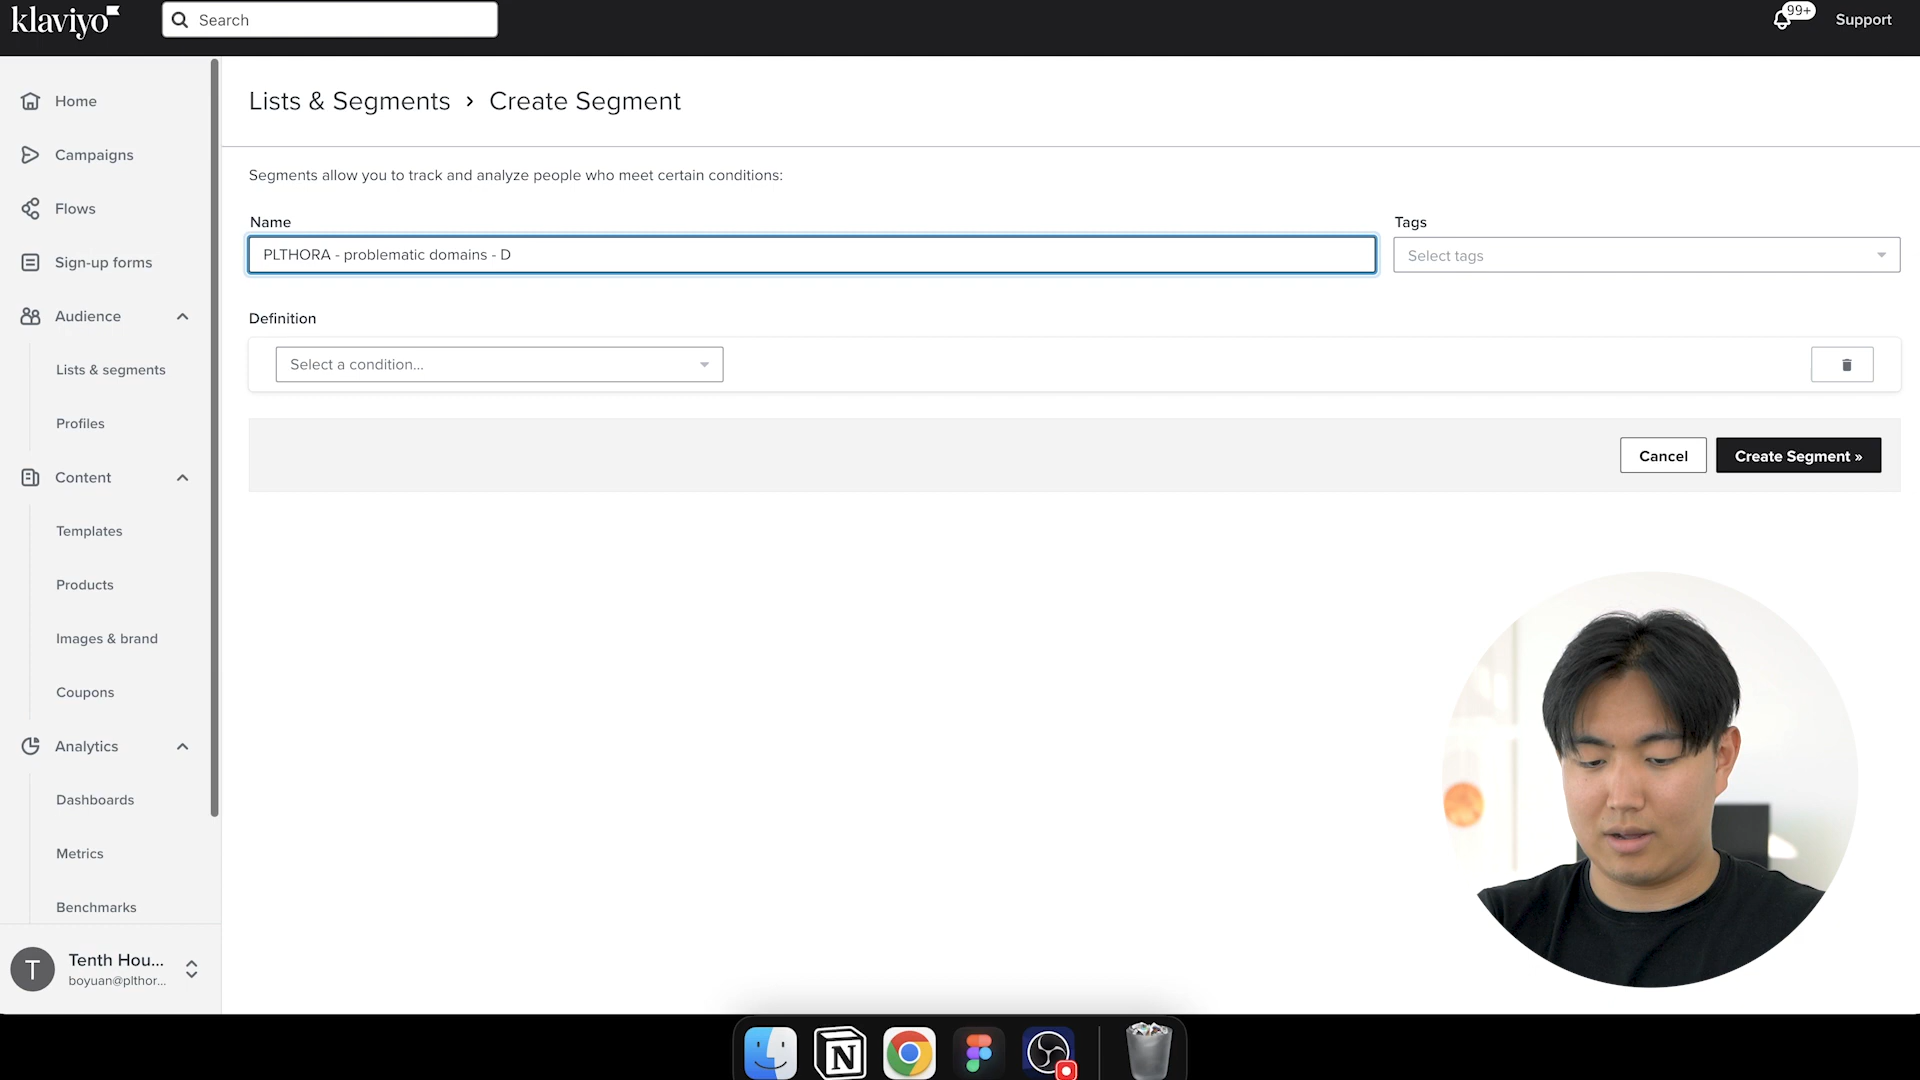 klaviyo
Search
99+
Support
Home
Campaigns
Flows
Sign-up forms
Audience
Lists & segments
Profiles
Content
Templates
Products
Images & brand
Coupons
Analytics
Dashboards
Metrics
Benchmarks
T
Tenth Hou...
boyuan@plthor...
Lists & Segments › Create Segment
Segments allow you to track and analyze people who meet certain conditions:
Name
PLTHORA - problematic domains - D
Tags
Select tags
Definition
Select a condition...
Cancel
Create Segment »
N